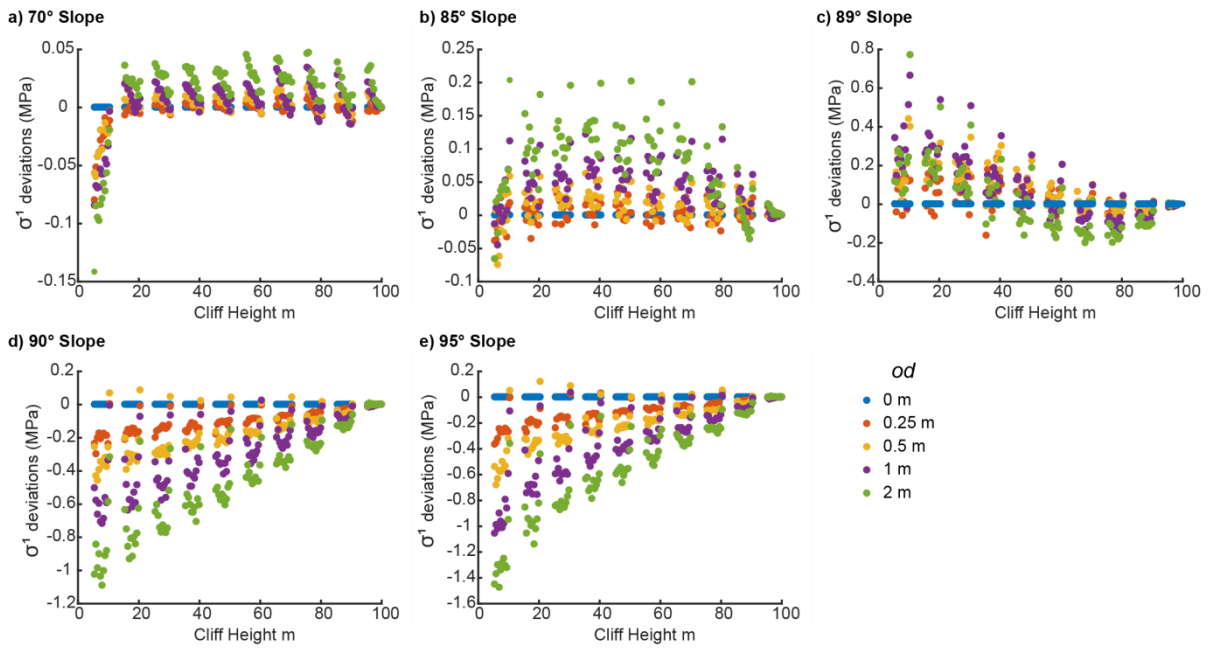 a) 70° Slope
0.05
0
-0.05
-0.1
-0.15
σ⁻¹ deviations (MPa)
0 20 40 60 80 100
Cliff Height m
b) 85° Slope
0.25
0.2
0.15
0.1
0.05
0
-0.05
-0.1
σ⁻¹ deviations (MPa)
0 20 40 60 80 100
Cliff Height m
c) 89° Slope
0.8
0.6
0.4
0.2
0
-0.2
0.4
σ⁻¹ deviations (MPa)
0 20 40 60 80 100
Cliff Height m
d) 90° Slope
0.2
0
-0.2
-0.4
-0.6
-0.8
-1
-1.2
σ⁻¹ deviations (MPa)
0 20 40 60 80 100
Cliff Height m
e) 95° Slope
0.2
0
-0.2
-0.4
-0.6
-0.8
-1
-1.2
-1.4
-1.6
σ⁻¹ deviations (MPa)
0 20 40 60 80 100
Cliff Height m
od
0 m
0.25 m
0.5 m
1 m
2 m